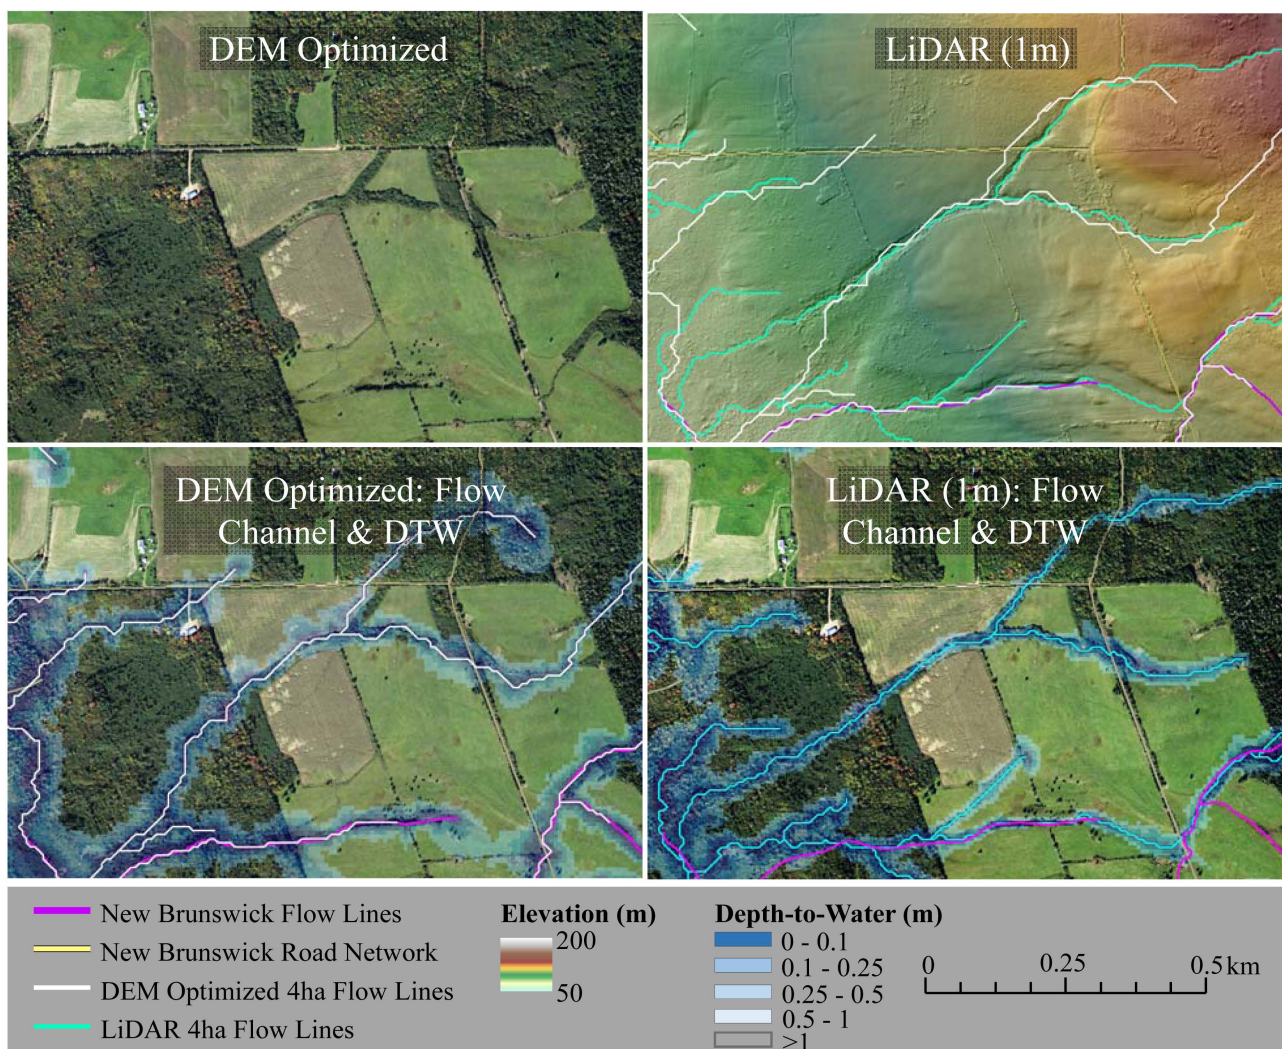 DEM Optimized
LiDAR (1m)
DEM Optimized: Flow
Channel & DTW
LiDAR (1m): Flow
Channel & DTW
New Brunswick Flow Lines
New Brunswick Road Network
DEM Optimized 4ha Flow Lines
LiDAR 4ha Flow Lines
Elevation (m)
200
50
Depth-to-Water (m)
0 - 0.1
0.1 - 0.25
0.25 - 0.5
0.5 - 1
>1
0 0.25 0.5 km